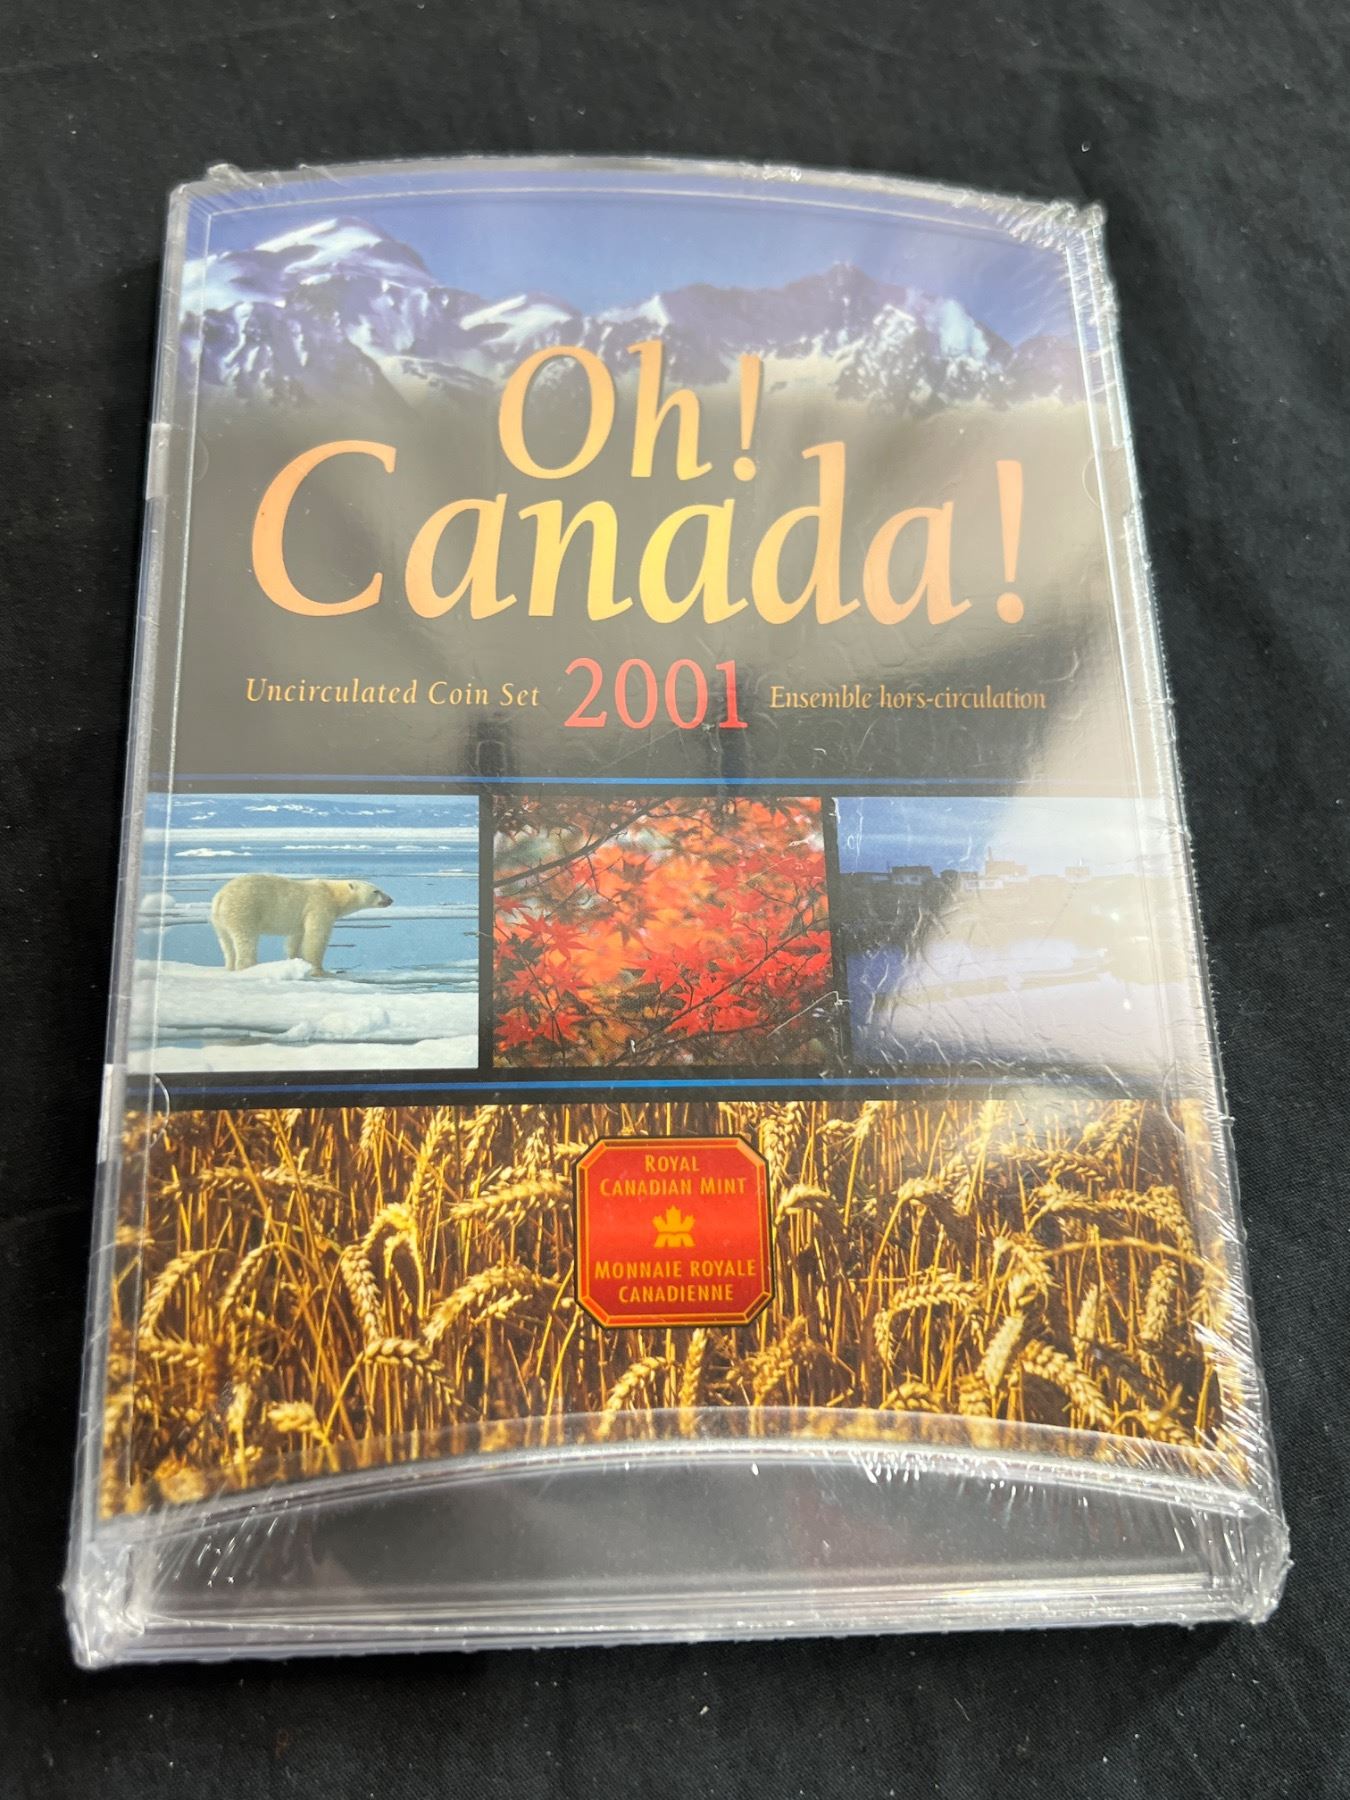 Oh!
Canada!
Uncirculated Coin Set 2001 Ensemble hors-circulation
ROYAL
CANADIAN MINT
MONNAIE ROYALE
CANADIENNE